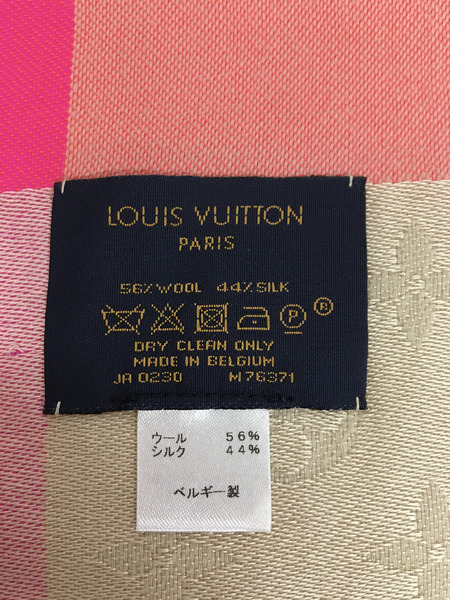 LOUIS VUITTON
PARIS
56% WOOL 44% SILK
P ®
DRY CLEAN ONLY
MADE IN BELGIUM
JA 0230 M76371
ウール 56%
シルク 44%
ベルギー製